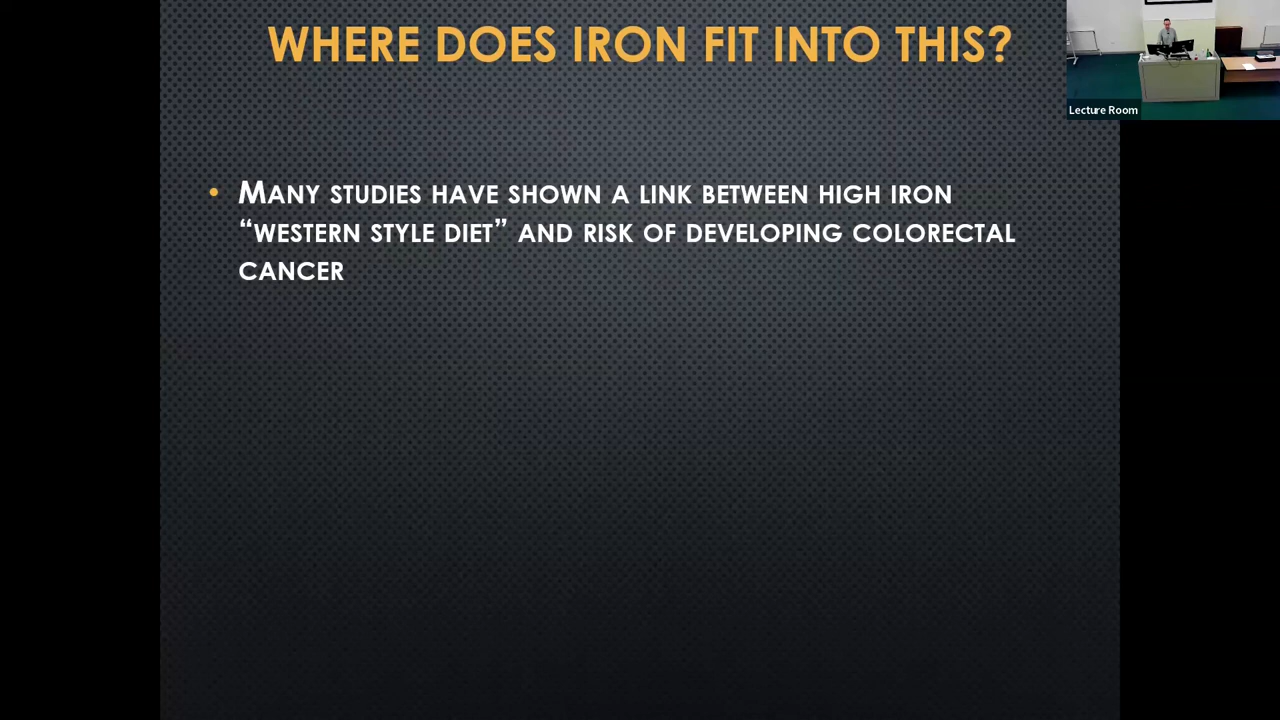 WHERE DOES IRON FIT INTO THIS?
Lecture Room
• MANY STUDIES HAVE SHOWN A LINK BETWEEN HIGH IRON
“WESTERN STYLE DIET” AND RISK OF DEVELOPING COLORECTAL
CANCER